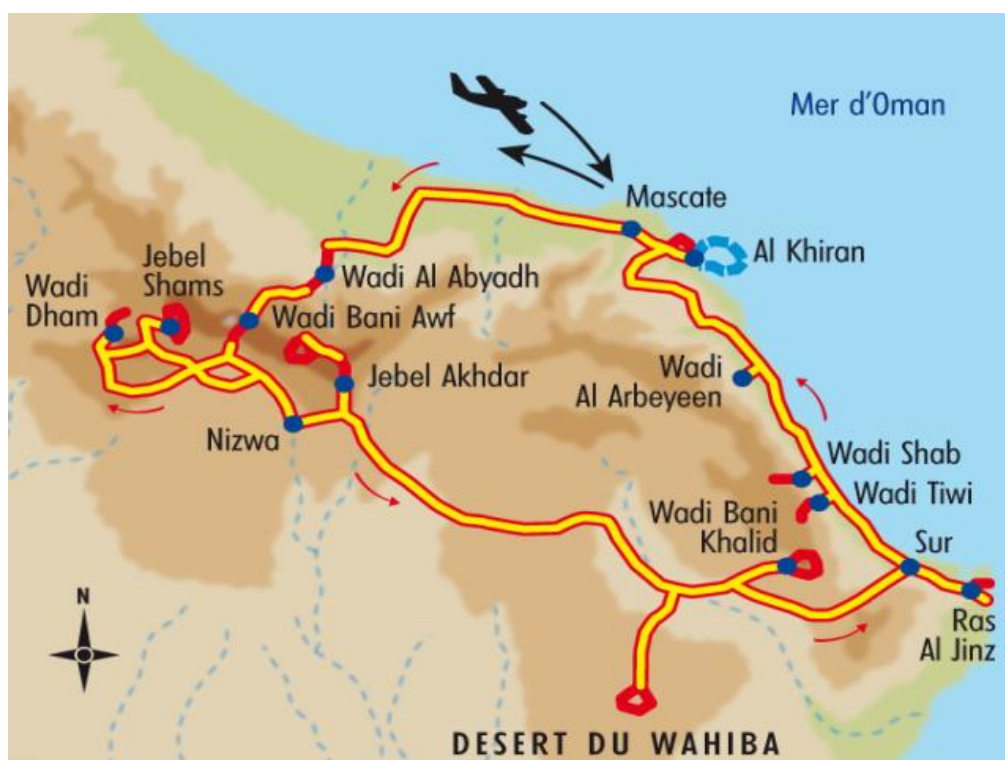 Mer d'Oman
Mascate
Al Khiran
Jebel
Shams
Wadi
Dham
Wadi Al Abyadh
Wadi Bani Awf
Jebel Akhdar
Wadi
Al Arbeyeen
Nizwa
Wadi Shab
Wadi Tiwi
Wadi Bani
Khalid
Sur
Ras
Al Jinz
N
DESERT DU WAHIBA